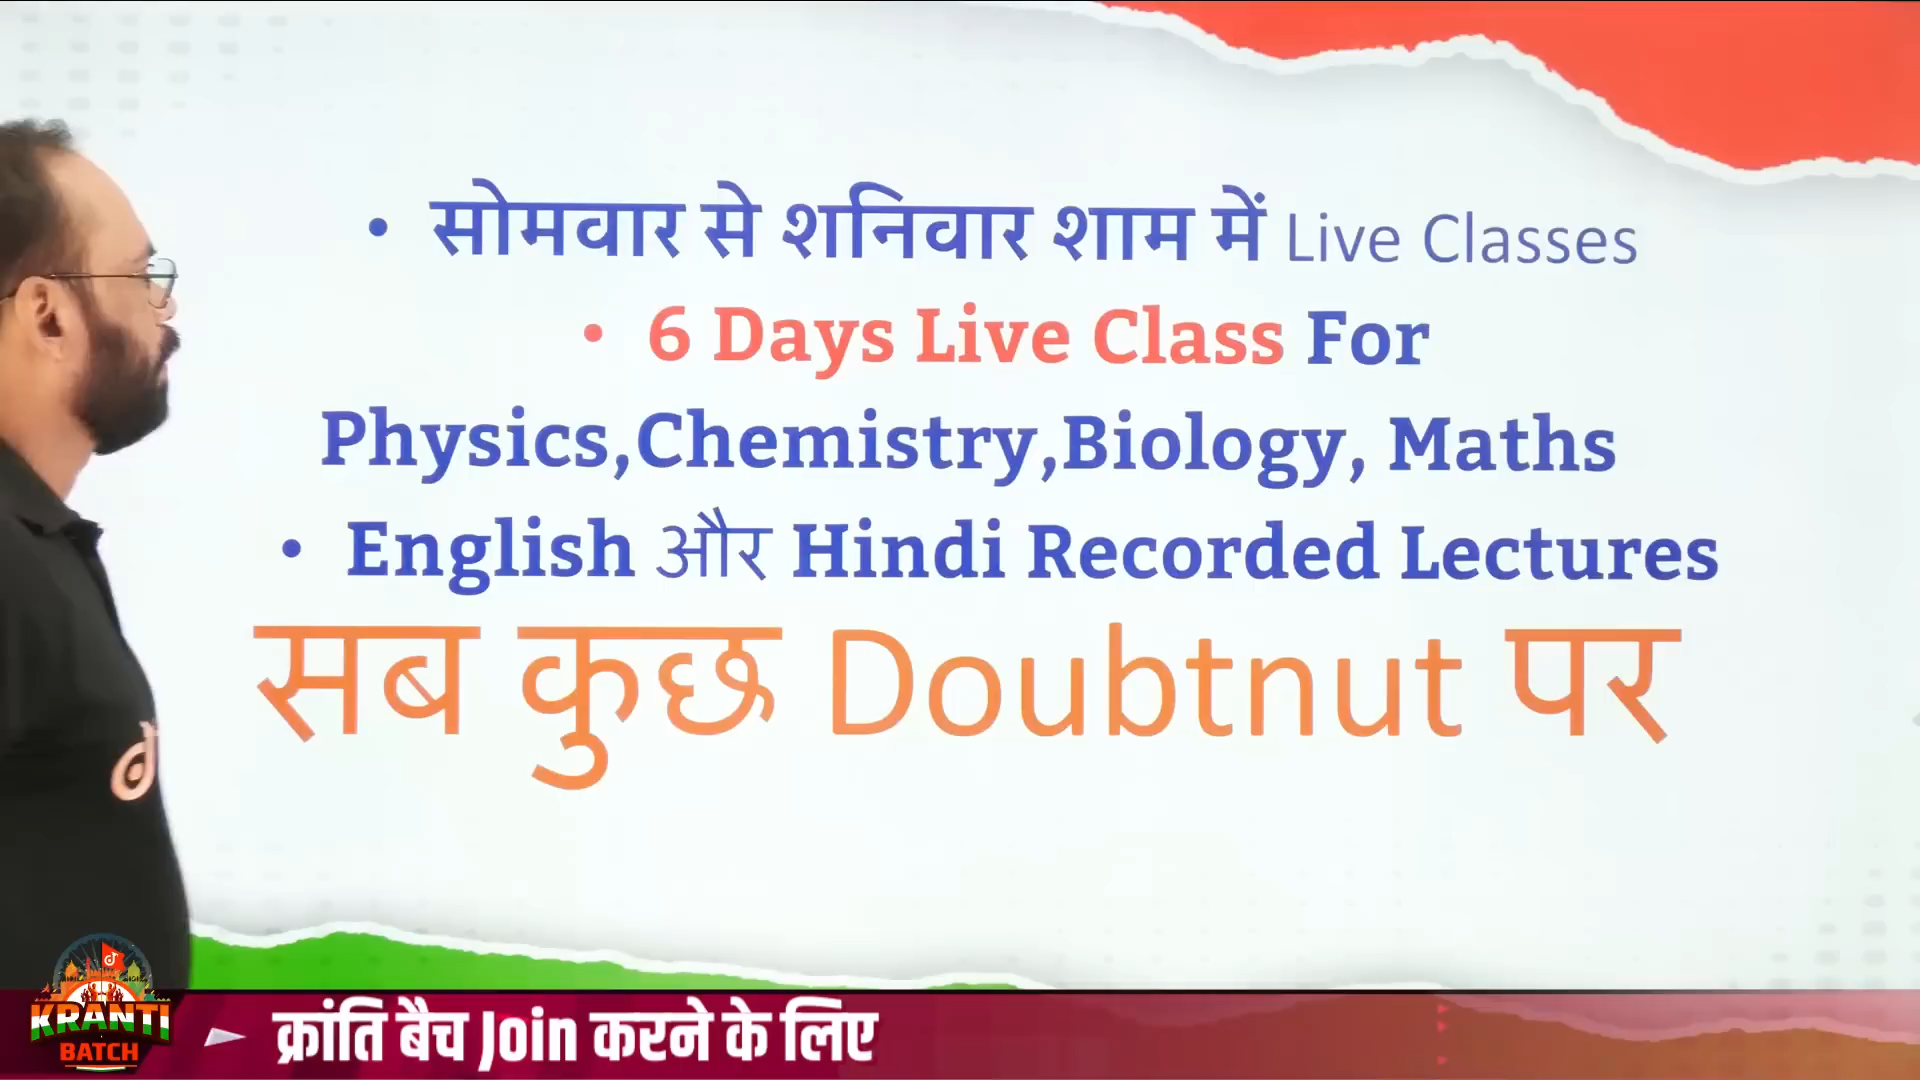 • सोमवार से शनिवार शाम में Live Classes
• 6 Days Live Class For
Physics,Chemistry,Biology, Maths
• English और Hindi Recorded Lectures
सब कुछ Doubtnut पर
KRANTI
BATCH
क्रांति बैच Join करने के लिए